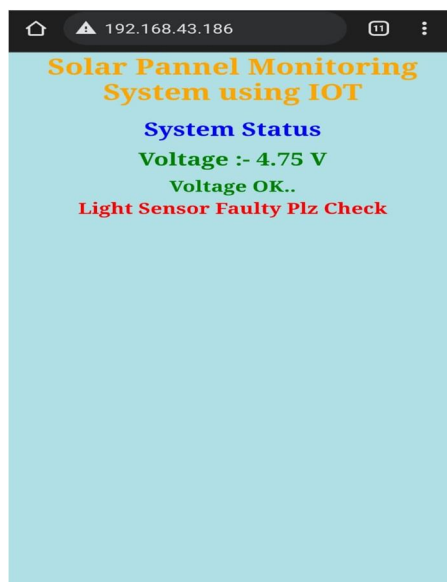 192.168.43.186
11
Solar Pannel Monitoring
System using IOT
System Status
Voltage :- 4.75 V
Voltage OK..
Light Sensor Faulty Plz Check